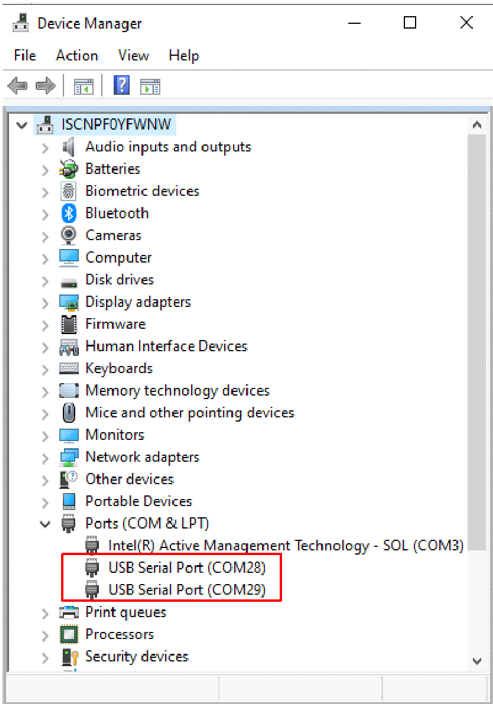 Device Manager
File Action View Help
ISCNPF0YFWNW
Audio inputs and outputs
Batteries
Biometric devices
Bluetooth
Cameras
Computer
Disk drives
Display adapters
Firmware
Human Interface Devices
Keyboards
Memory technology devices
Mice and other pointing devices
Monitors
Network adapters
Other devices
Portable Devices
Ports (COM & LPT)
Intel(R) Active Management Technology - SOL (COM3)
USB Serial Port (COM28)
USB Serial Port (COM29)
Print queues
Processors
Security devices